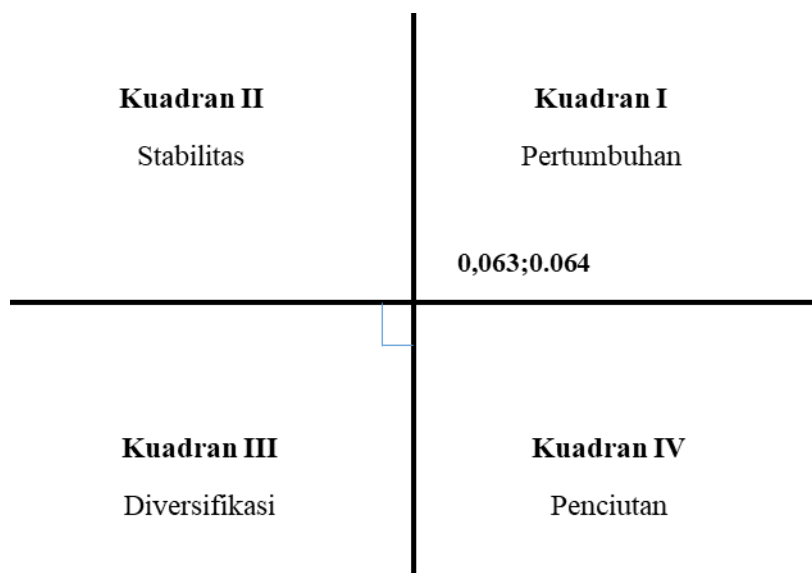 Kuadran II
Stabilitas
Kuadran I
Pertumbuhan
0,063;0.064
Kuadran III
Diversifikasi
Kuadran IV
Penciutan